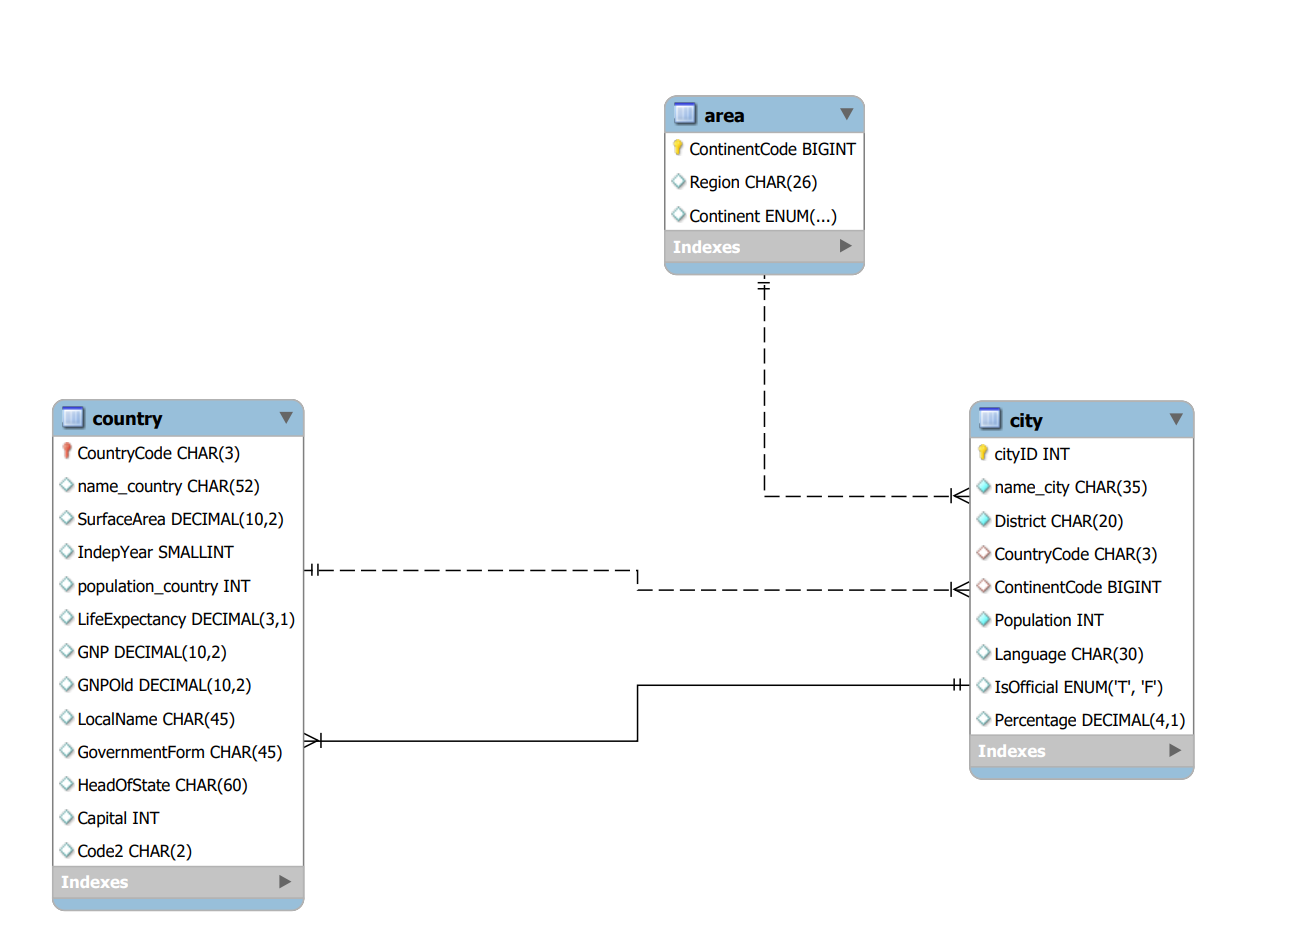 area
ContinentCode BIGINT
Region CHAR(26)
Continent ENUM(...)
Indexes
country
CountryCode CHAR(3)
name_country CHAR(52)
SurfaceArea DECIMAL(10,2)
IndepYear SMALLINT
population_country INT
LifeExpectancy DECIMAL(3,1)
GNP DECIMAL(10,2)
GNPOld DECIMAL(10,2)
LocalName CHAR(45)
GovernmentForm CHAR(45)
HeadOfState CHAR(60)
Capital INT
Code2 CHAR(2)
Indexes
city
cityID INT
name_city CHAR(35)
District CHAR(20)
CountryCode CHAR(3)
ContinentCode BIGINT
Population INT
Language CHAR(30)
IsOfficial ENUM('T', 'F')
Percentage DECIMAL(4,1)
Indexes